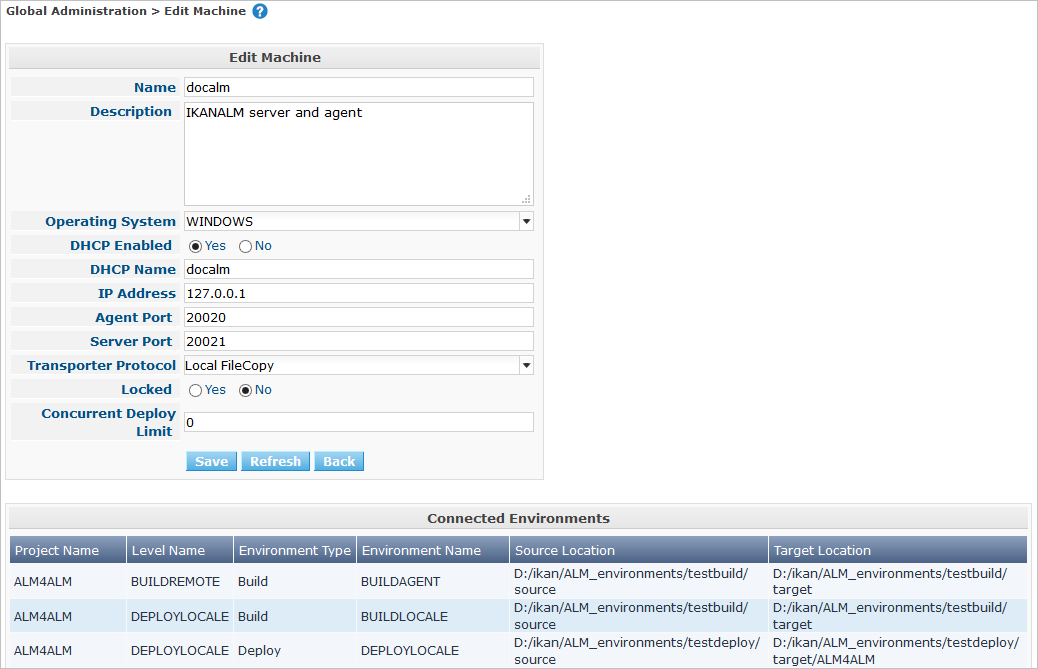 Global Administration > Edit Machine ?
Edit Machine
Name docalm
Description IKANALM server and agent
Operating System WINDOWS
DHCP Enabled Yes No
DHCP Name docalm
IP Address 127.0.0.1
Agent Port 20020
Server Port 20021
Transporter Protocol Local FileCopy
Locked Yes No
Concurrent Deploy
Limit 0
Save Refresh Back
Connected Environments
Project Name Level Name Environment Type Environment Name Source Location Target Location
ALM4ALM BUILDREMOTE Build BUILDAGENT D:/ikan/ALM_environments/testbuild/ D:/ikan/ALM_environments/testbuild/
source target
ALM4ALM DEPLOYLOCALE Build BUILDLOCALE D:/ikan/ALM_environments/testbuild/ D:/ikan/ALM_environments/testbuild/
source target
ALM4ALM DEPLOYLOCALE Deploy DEPLOYLOCALE D:/ikan/ALM_environments/testdeploy/ D:/ikan/ALM_environments/testdeploy/
source target/ALM4ALM